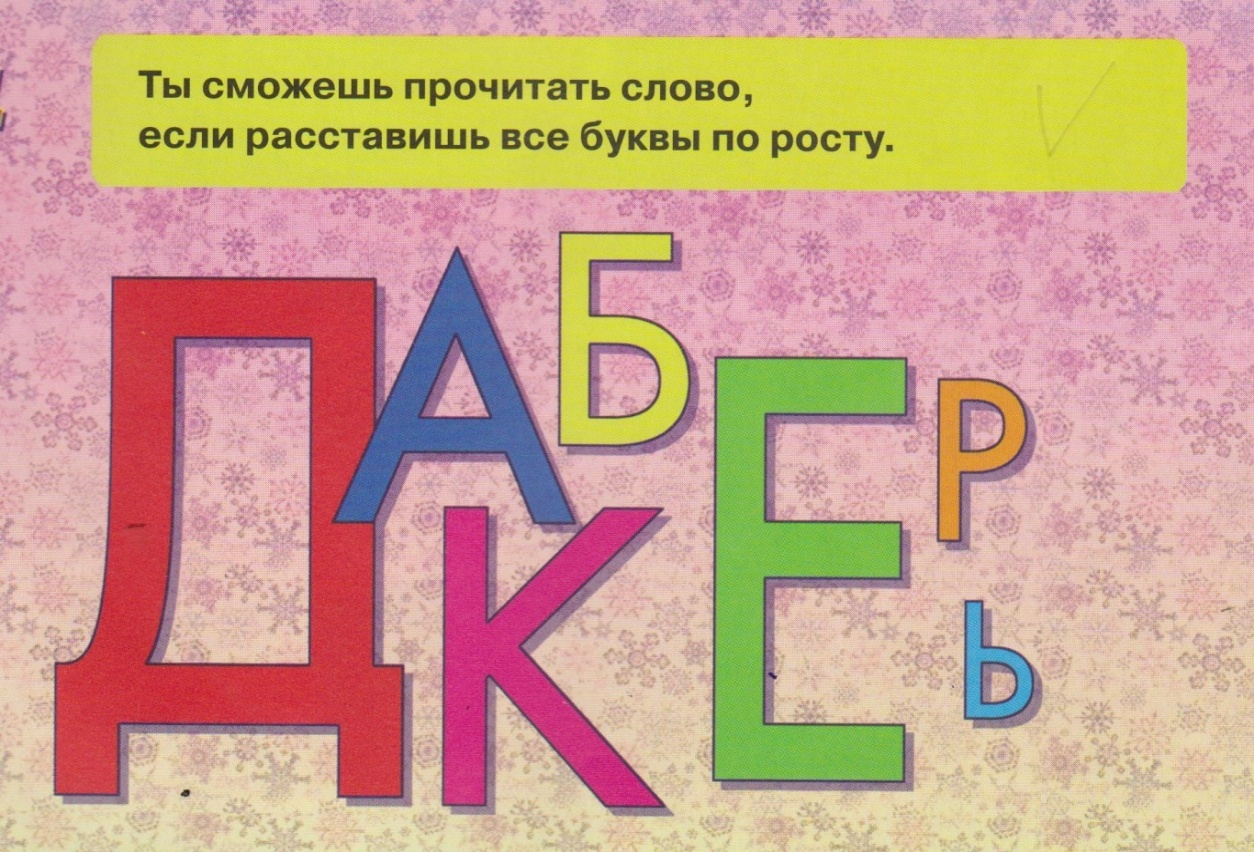 Ты сможешь прочитать слово,
если расставишь все буквы по росту.
Д А Б Е Р
К Ь